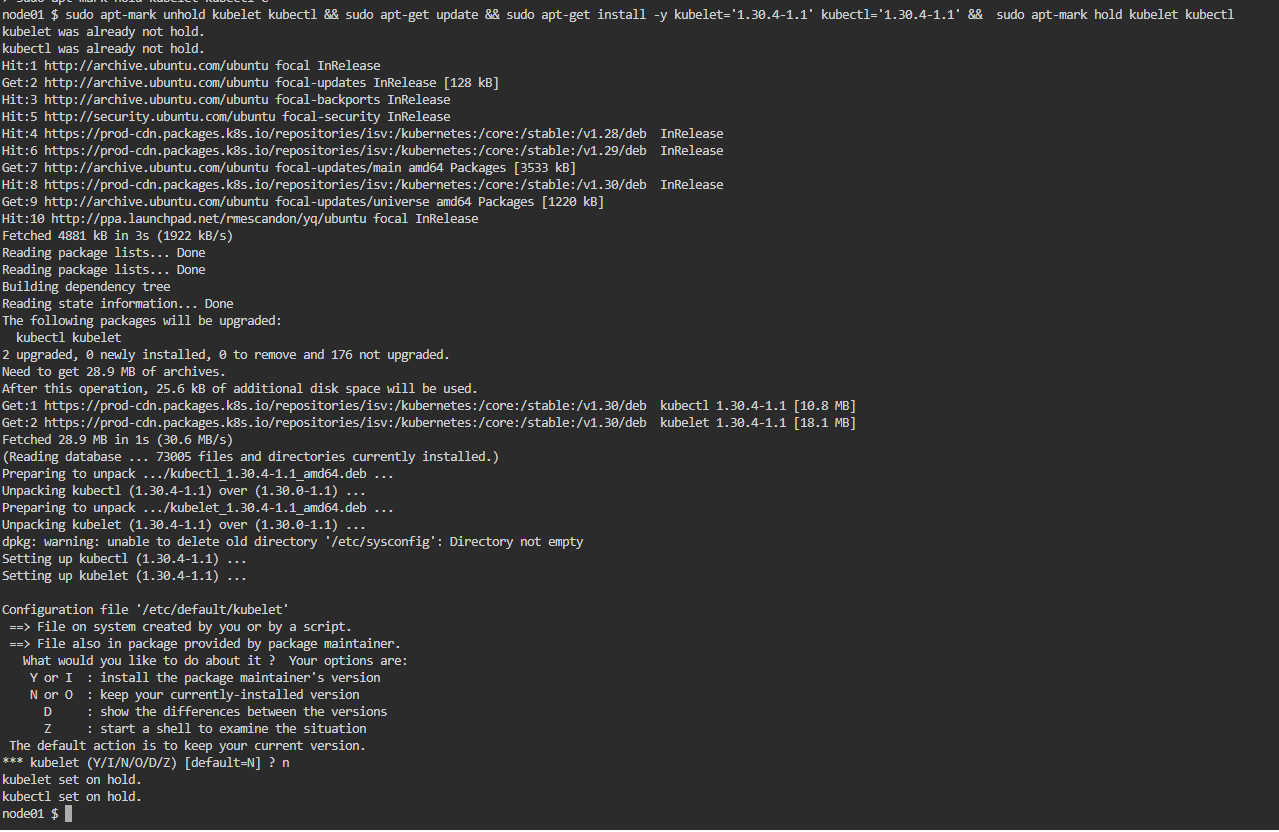 node01 $ sudo apt-mark unhold kubelet kubectl && sudo apt-get update && sudo apt-get install -y kubelet='1.30.4-1.1' kubectl='1.30.4-1.1' &&  sudo apt-mark hold kubelet kubectl
kubelet was already not hold.
kubectl was already not hold.
Hit:1 http://archive.ubuntu.com/ubuntu focal InRelease
Get:2 http://archive.ubuntu.com/ubuntu focal-updates InRelease [128 kB]
Hit:3 http://archive.ubuntu.com/ubuntu focal-backports InRelease
Hit:5 http://security.ubuntu.com/ubuntu focal-security InRelease
Hit:4 https://prod-cdn.packages.k8s.io/repositories/isv:/kubernetes:/core:/stable:/v1.28/deb  InRelease
Hit:6 https://prod-cdn.packages.k8s.io/repositories/isv:/kubernetes:/core:/stable:/v1.29/deb  InRelease
Get:7 http://archive.ubuntu.com/ubuntu focal-updates/main amd64 Packages [3533 kB]
Hit:8 https://prod-cdn.packages.k8s.io/repositories/isv:/kubernetes:/core:/stable:/v1.30/deb  InRelease
Get:9 http://archive.ubuntu.com/ubuntu focal-updates/universe amd64 Packages [1220 kB]
Hit:10 http://ppa.launchpad.net/rmescandon/yq/ubuntu focal InRelease
Fetched 4881 kB in 3s (1922 kB/s)
Reading package lists... Done
Reading package lists... Done
Building dependency tree
Reading state information... Done
The following packages will be upgraded:
  kubectl kubelet
2 upgraded, 0 newly installed, 0 to remove and 176 not upgraded.
Need to get 28.9 MB of archives.
After this operation, 25.6 kB of additional disk space will be used.
Get:1 https://prod-cdn.packages.k8s.io/repositories/isv:/kubernetes:/core:/stable:/v1.30/deb  kubectl 1.30.4-1.1 [10.8 MB]
Get:2 https://prod-cdn.packages.k8s.io/repositories/isv:/kubernetes:/core:/stable:/v1.30/deb  kubelet 1.30.4-1.1 [18.1 MB]
Fetched 28.9 MB in 1s (30.6 MB/s)
(Reading database ... 73005 files and directories currently installed.)
Preparing to unpack .../kubectl_1.30.4-1.1_amd64.deb ...
Unpacking kubectl (1.30.4-1.1) over (1.30.0-1.1) ...
Preparing to unpack .../kubelet_1.30.4-1.1_amd64.deb ...
Unpacking kubelet (1.30.4-1.1) over (1.30.0-1.1) ...
dpkg: warning: unable to delete old directory '/etc/sysconfig': Directory not empty
Setting up kubectl (1.30.4-1.1) ...
Setting up kubelet (1.30.4-1.1) ...

Configuration file '/etc/default/kubelet'
 ==> File on system created by you or by a script.
 ==> File also in package provided by package maintainer.
   What would you like to do about it ?  Your options are:
    Y or I  : install the package maintainer's version
    N or O  : keep your currently-installed version
      D     : show the differences between the versions
      Z     : start a shell to examine the situation
 The default action is to keep your current version.
*** kubelet (Y/I/N/O/D/Z) [default=N] ? n
kubelet set on hold.
kubectl set on hold.
node01 $